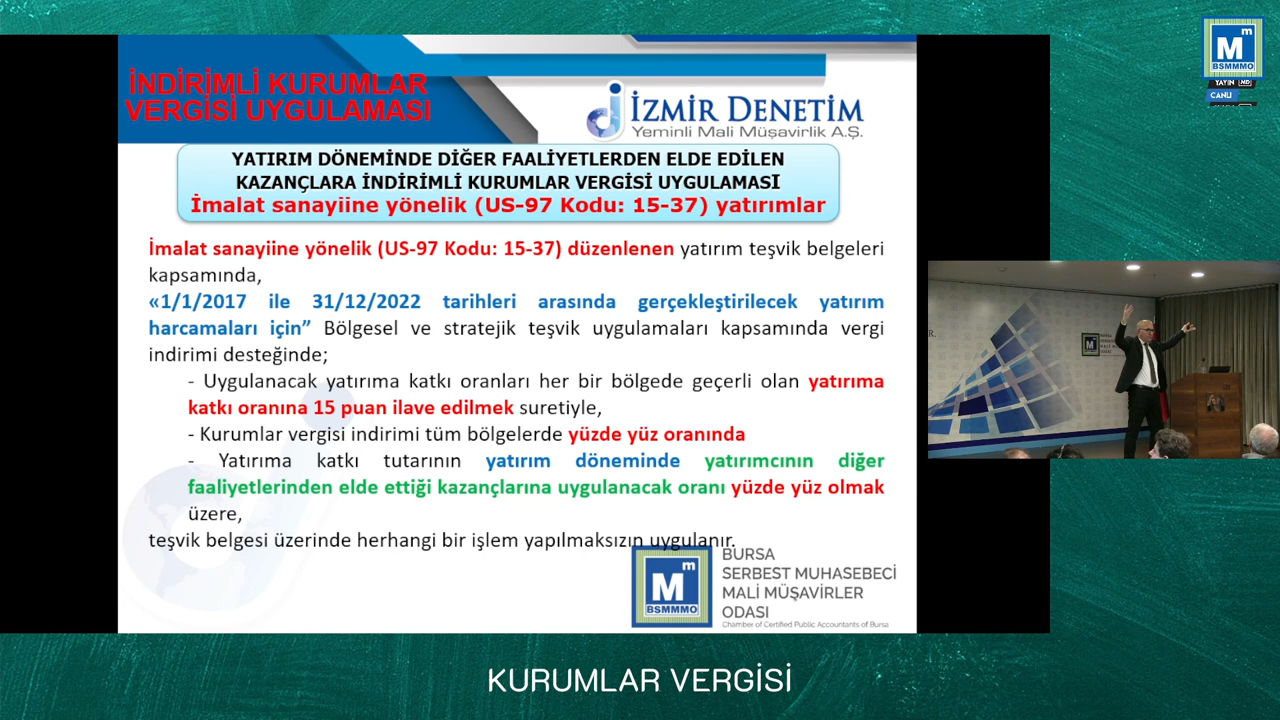 İNDİRİMLİ KURUMLAR
VERGİSİ UYGULAMASI
İZMİR DENETİM
Yeminli Mali Müşavirlik A.Ş.
YATIRIM DÖNEMİNDE DİĞER FAALİYETLERDEN ELDE EDİLEN
KAZANÇLARA İNDİRİMLİ KURUMLAR VERGİSİ UYGULAMASI
İmalat sanayiine yönelik (US-97 Kodu: 15-37) yatırımlar
İmalat sanayiine yönelik (US-97 Kodu: 15-37) düzenlenen yatırım teşvik belgeleri
kapsamında,
«1/1/2017 ile 31/12/2022 tarihleri arasında gerçekleştirilecek yatırım
harcamaları için” Bölgesel ve stratejik teşvik uygulamaları kapsamında vergi
indirimi desteğinde;
- Uygulanacak yatırıma katkı oranları her bir bölgede geçerli olan yatırıma
katkı oranına 15 puan ilave edilmek suretiyle,
- Kurumlar vergisi indirimi tüm bölgelerde yüzde yüz oranında
- Yatırıma katkı tutarının yatırım döneminde yatırımcının diğer
faaliyetlerinden elde ettiği kazançlarına uygulanacak oranı yüzde yüz olmak
üzere,
teşvik belgesi üzerinde herhangi bir işlem yapılmaksızın uygulanır.
M m
BSMMMO
BURSA
SERBEST MUHASEBECİ
MALİ MÜŞAVİRLER
ODASI
Chamber of Certified Public Accountants of Bursa
M m
BSMMMO
YAYIN
CANLI
KURUMLAR VERGİSİ